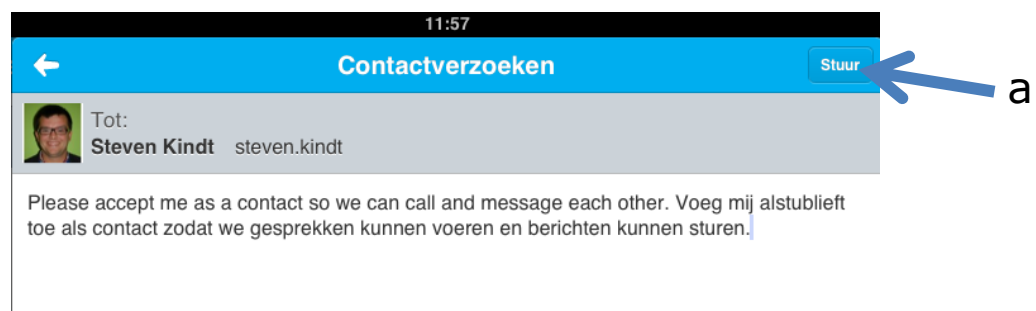 11:57
Contactverzoeken
Stuur
a
Tot:
Steven Kindt steven.kindt
Please accept me as a contact so we can call and message each other. Voeg mij alstublieft
toe als contact zodat we gesprekken kunnen voeren en berichten kunnen sturen.